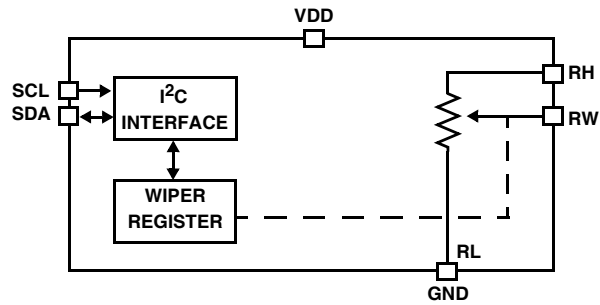 VDD
SCL
SDA
I²C
INTERFACE
RH
RW
WIPER
REGISTER
RL
GND